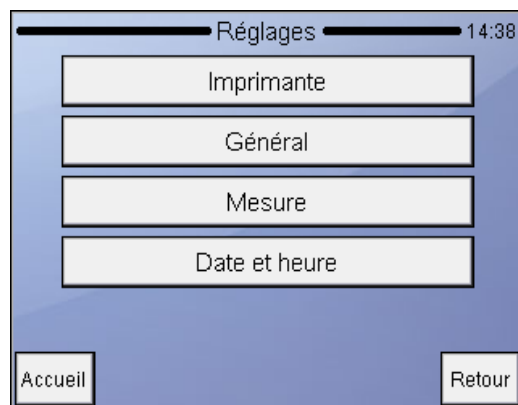 Réglages 14:38
Imprimante
Général
Mesure
Date et heure
Accueil Retour